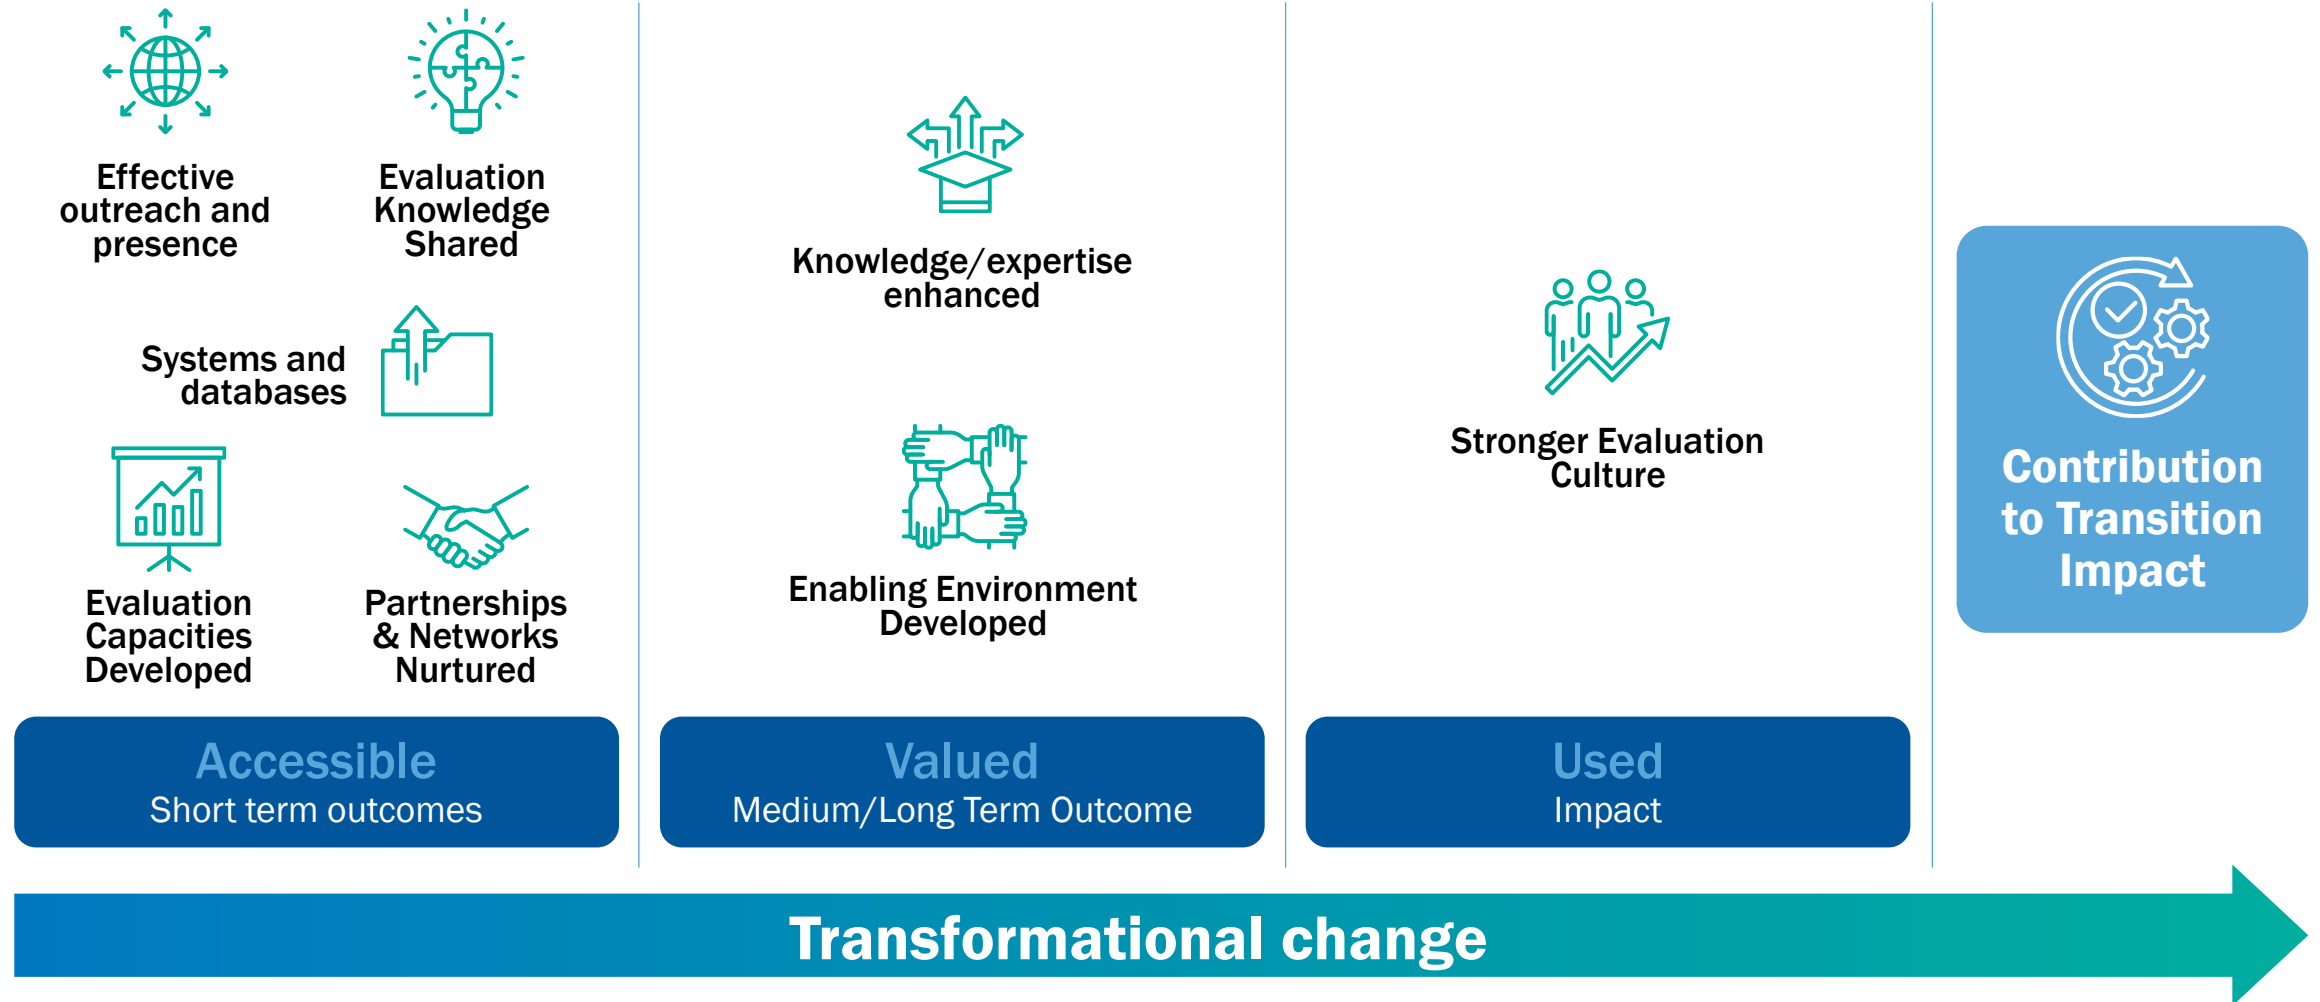 Effective
outreach and
presence
Evaluation
Knowledge
Shared
Systems and
databases
Evaluation
Capacities
Developed
Partnerships
& Networks
Nurtured
Accessible
Short term outcomes
Knowledge/expertise
enhanced
Enabling Environment
Developed
Valued
Medium/Long Term Outcome
Stronger Evaluation
Culture
Used
Impact
Contribution
to Transition
Impact
Transformational change